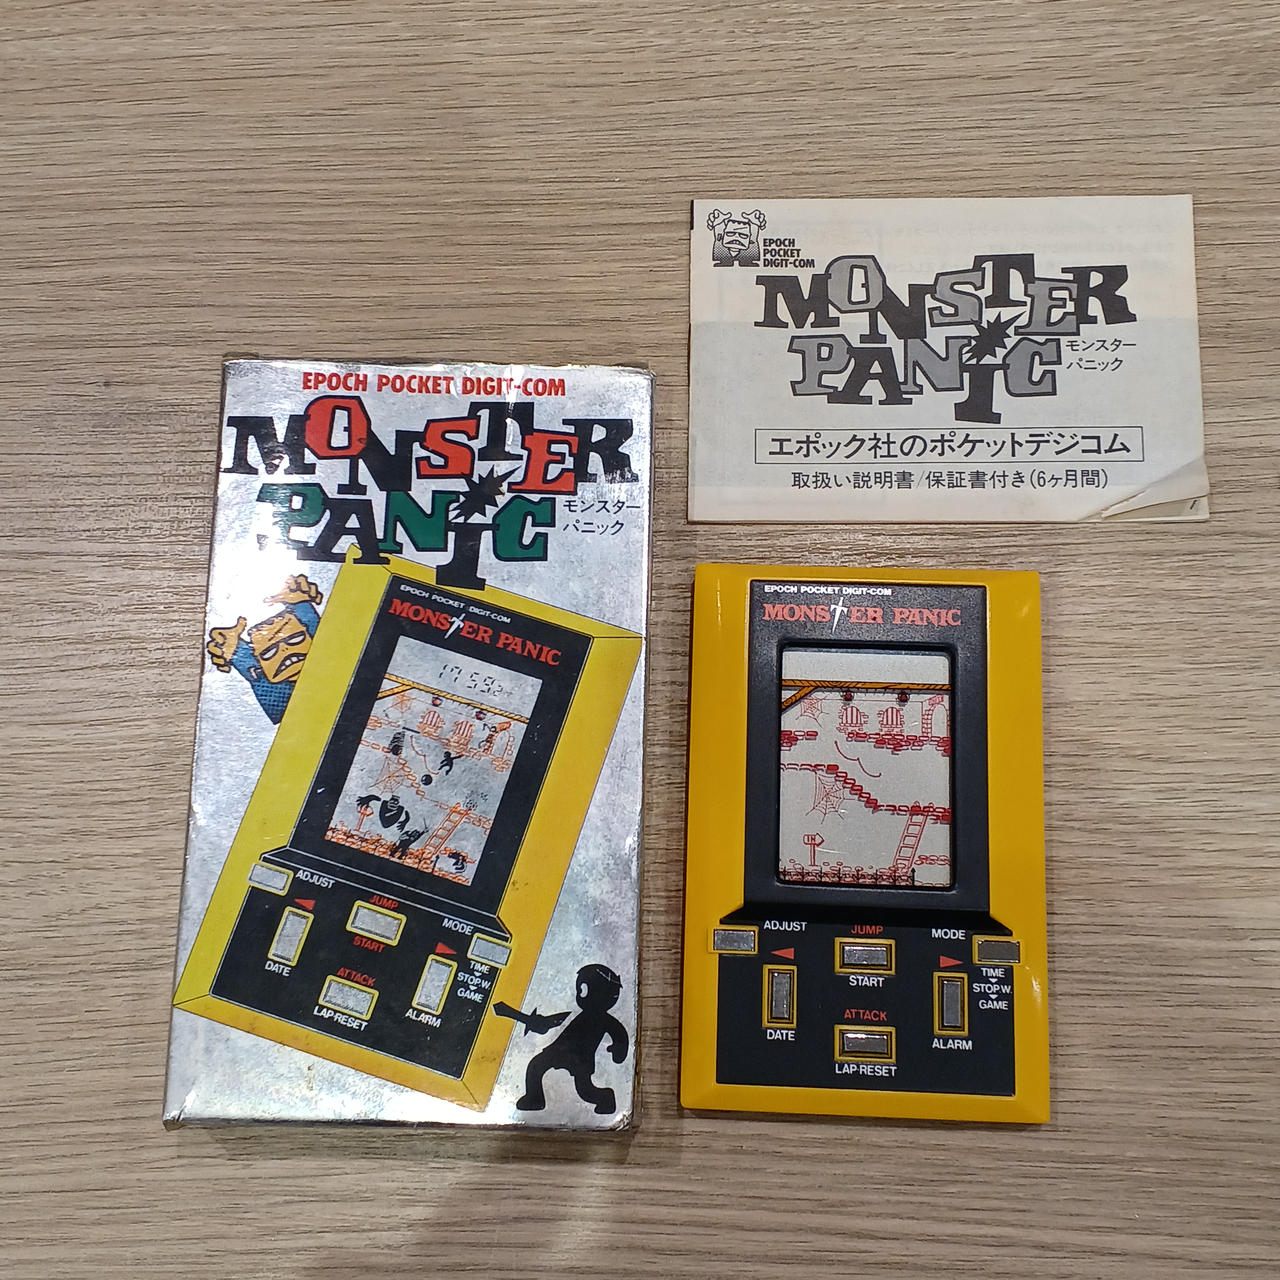 EPOCH POCKET DIGIT-COM
MONSTER
PANIC
モンスター
パニック
EPOCH POCKET DIGIT-COM
MONSTER PANIC
17 59
ADJUST
JUMP
START
MODE
DATE
ATTACK
LAP-RESET
ALARM
TIME
STOP.W.
GAME
EPOCH
POCKET
DIGIT-COM
MONSTER
PANIC
モンスター
パニック
エポック社のポケットデジコム
取扱い説明書/保証書付き(6ヶ月間)
EPOCH POCKET DIGIT-COM
MONSTER PANIC
IN
ADJUST
JUMP
START
MODE
TIME
STOP.W.
GAME
DATE
ATTACK
LAP-RESET
ALARM